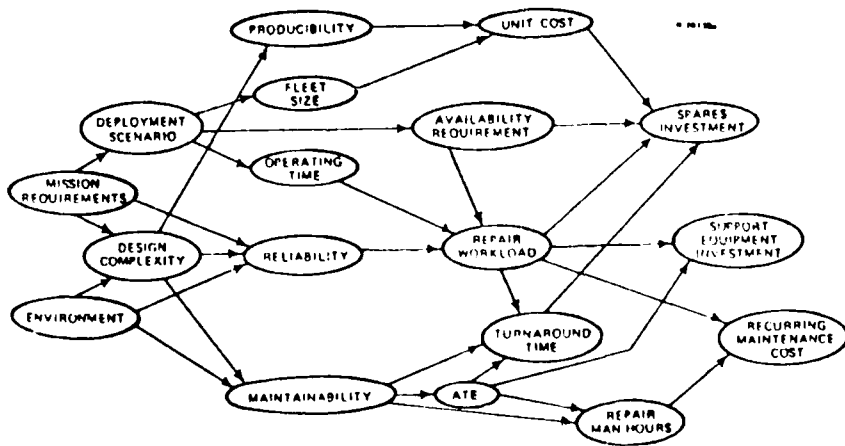 PRODUCIBILITY
UNIT COST
FLEET
SIZE
DEPLOYMENT
SCENARIO
AVAILABILITY
REQUIREMENT
SPARES
INVESTMENT
OPERATING
TIME
MISSION
REQUIREMENTS
DESIGN
COMPLEXITY
RELIABILITY
REPAIR
WORKLOAD
SUPPORT
EQUIPMENT
INVESTMENT
ENVIRONMENT
TURNAROUND
TIME
RECURRING
MAINTENANCE
COST
MAINTAINABILITY
ATE
REPAIR
MAN HOURS